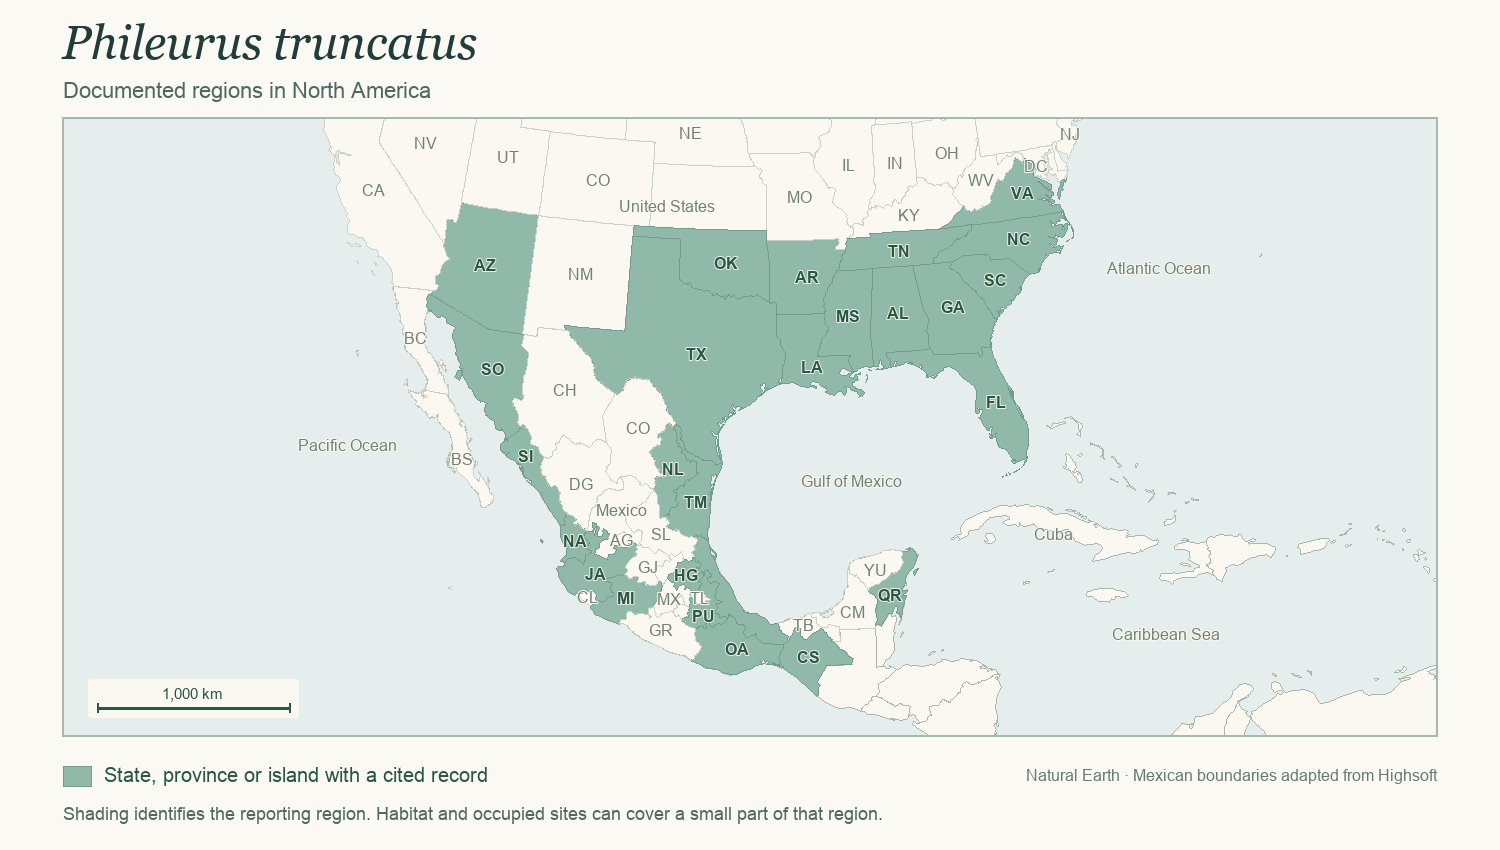 Phileurus truncatus
Documented regions in North America
NV
UT
CO
NE
IL
IN
OH
NJ
DC
WV
VA
CA
United States
MO
KY
AZ
NM
OK
AR
TN
NC
SC
Atlantic Ocean
BC
SO
CH
TX
LA
MS
AL
GA
FL
Pacific Ocean
BS
SI
CO
NL
DG
TM
Gulf of Mexico
Mexico
NA
AG
SL
Cuba
JA
GJ
HG
YU
QR
CL
MI
MX
TL
PU
CM
GR
TB
Caribbean Sea
OA
CS
1,000 km
State, province or island with a cited record
Natural Earth · Mexican boundaries adapted from Highsoft
Shading identifies the reporting region. Habitat and occupied sites can cover a small part of that region.